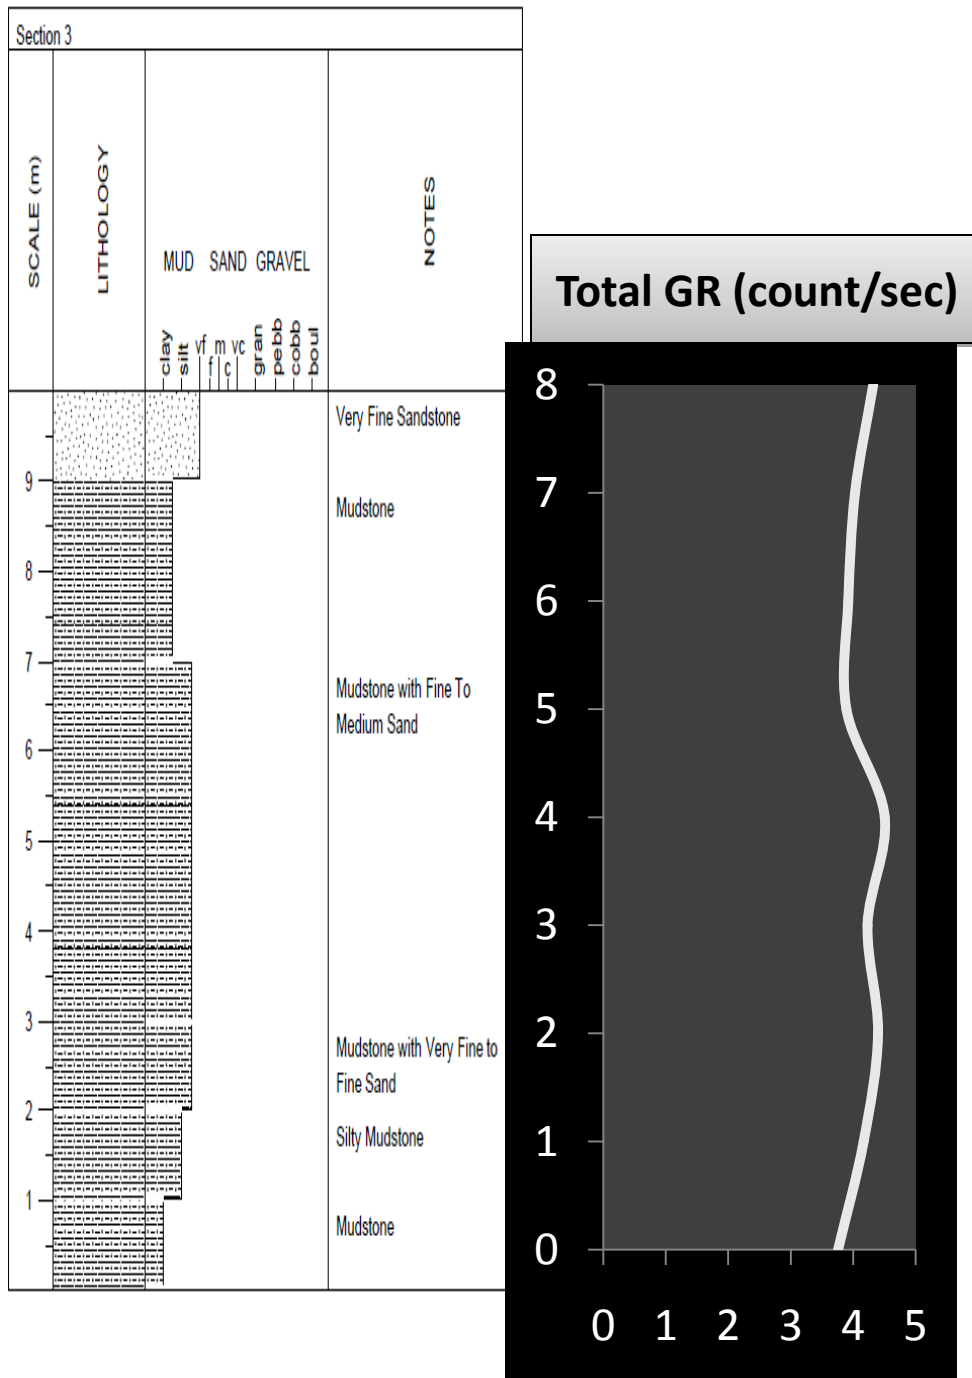 Section 3
SCALE (m)
LITHOLOGY
MUD SAND GRAVEL
NOTES
clay
silt
vf
f
m
c
vc
gran
pebb
cobb
boul
Very Fine Sandstone
9
Mudstone
8
7
Mudstone with Fine To
Medium Sand
6
5
4
3
Mudstone with Very Fine to
Fine Sand
2
Silty Mudstone
1
Mudstone
Total GR (count/sec)
8
7
6
5
4
3
2
1
0
0 1 2 3 4 5